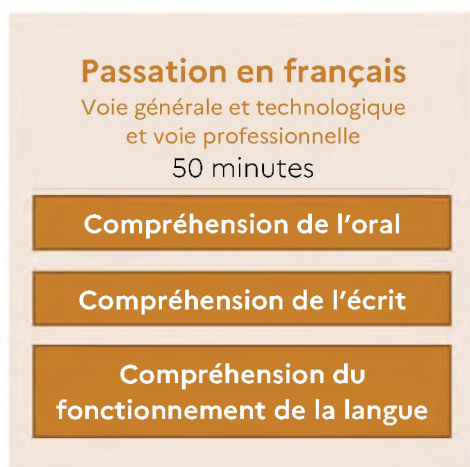 Passation en français
Voie générale et technologique
et voie professionnelle
50 minutes
Compréhension de l’oral
Compréhension de l’écrit
Compréhension du
fonctionnement de la langue